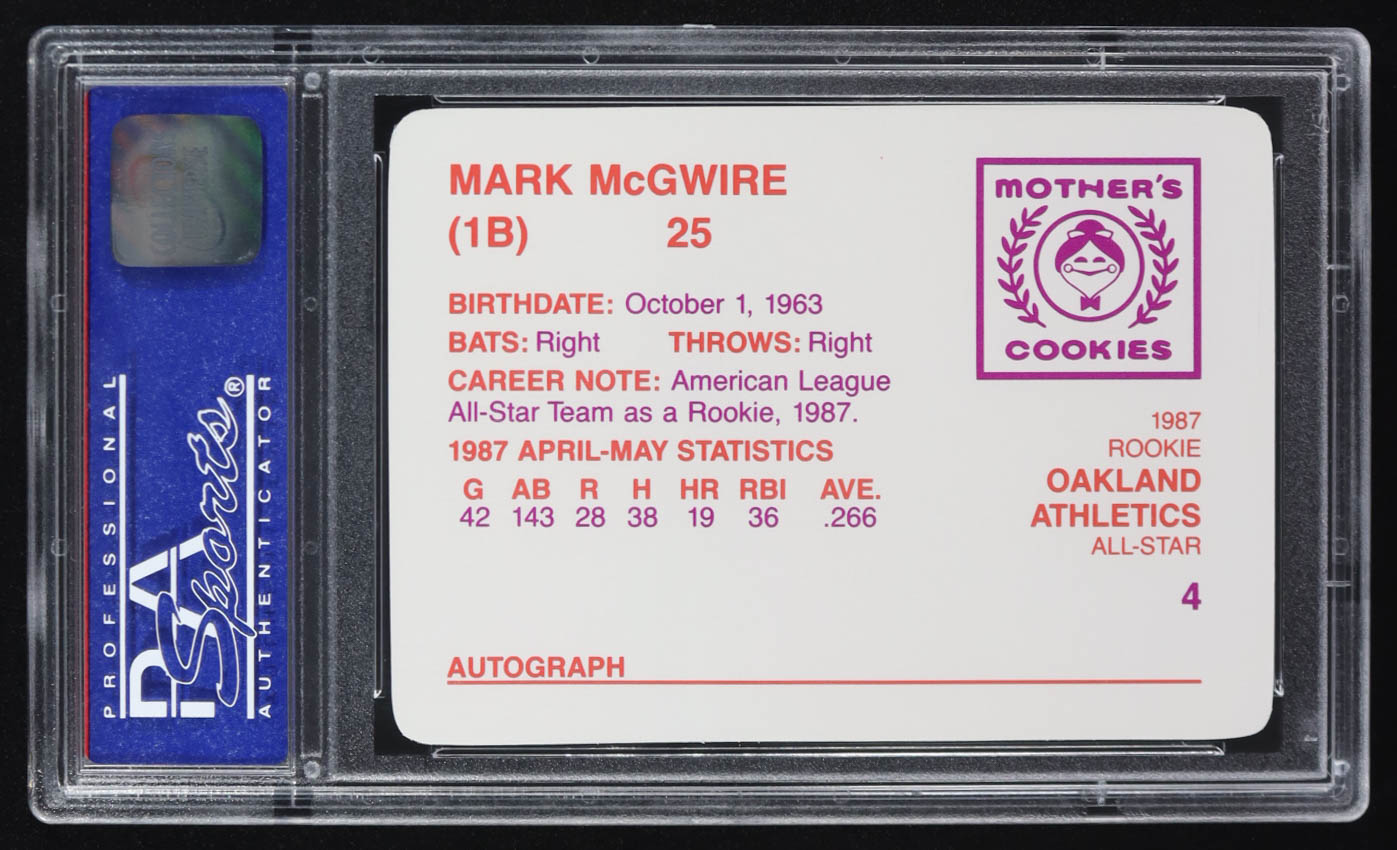 MARK McGWIRE
(1B) 25
BIRTHDATE: October 1, 1963
BATS: Right THROWS: Right
CAREER NOTE: American League
All-Star Team as a Rookie, 1987.
1987 APRIL-MAY STATISTICS
G AB R H HR RBI AVE.
42 143 28 38 19 36 .266
AUTOGRAPH
MOTHER'S
COOKIES
1987
ROOKIE
OAKLAND
ATHLETICS
ALL-STAR
4
PROFESSIONAL
PSA
Sports®
AUTHENTICATOR